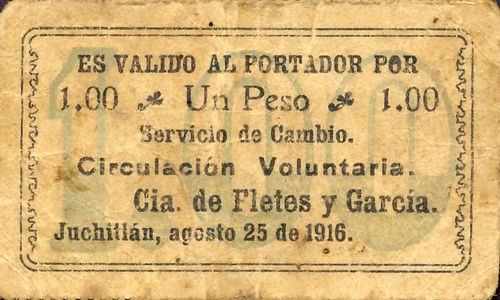 ES VALIDO AL PORTADOR POR
1.00 Un Peso 1.00
Servicio de Cambio.
Circulación Voluntaria.
Cia. de Fletes y García.
Juchitlán, agosto 25 de 1916.
100